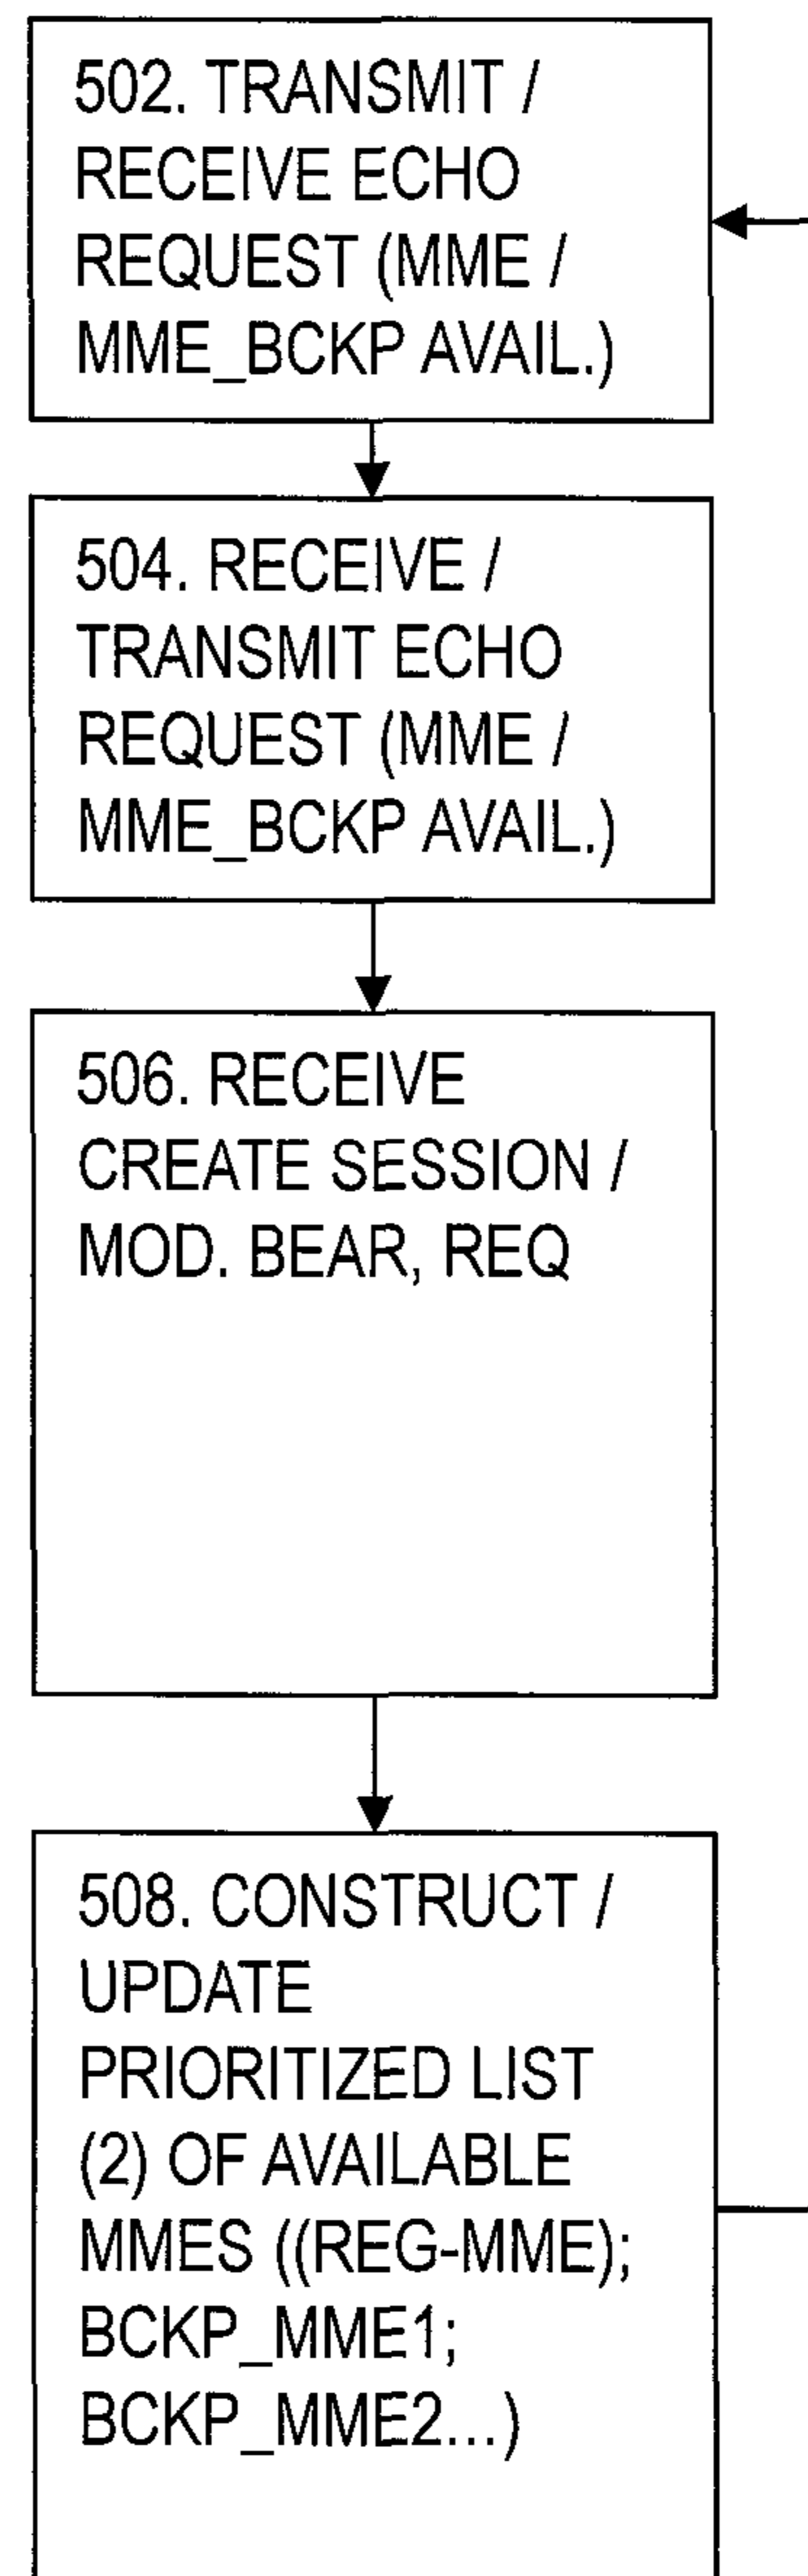 502. TRANSMIT /
RECEIVE ECHO
REQUEST (MME /
MME_BCKP AVAIL.)
504. RECEIVE /
TRANSMIT ECHO
REQUEST (MME /
MME_BCKP AVAIL.)
506. RECEIVE
CREATE SESSION /
MOD. BEAR, REQ
508. CONSTRUCT /
UPDATE
PRIORITIZED LIST
(2) OF AVAILABLE
MMES ((REG-MME);
BCKP_MME1;
BCKP_MME2...)